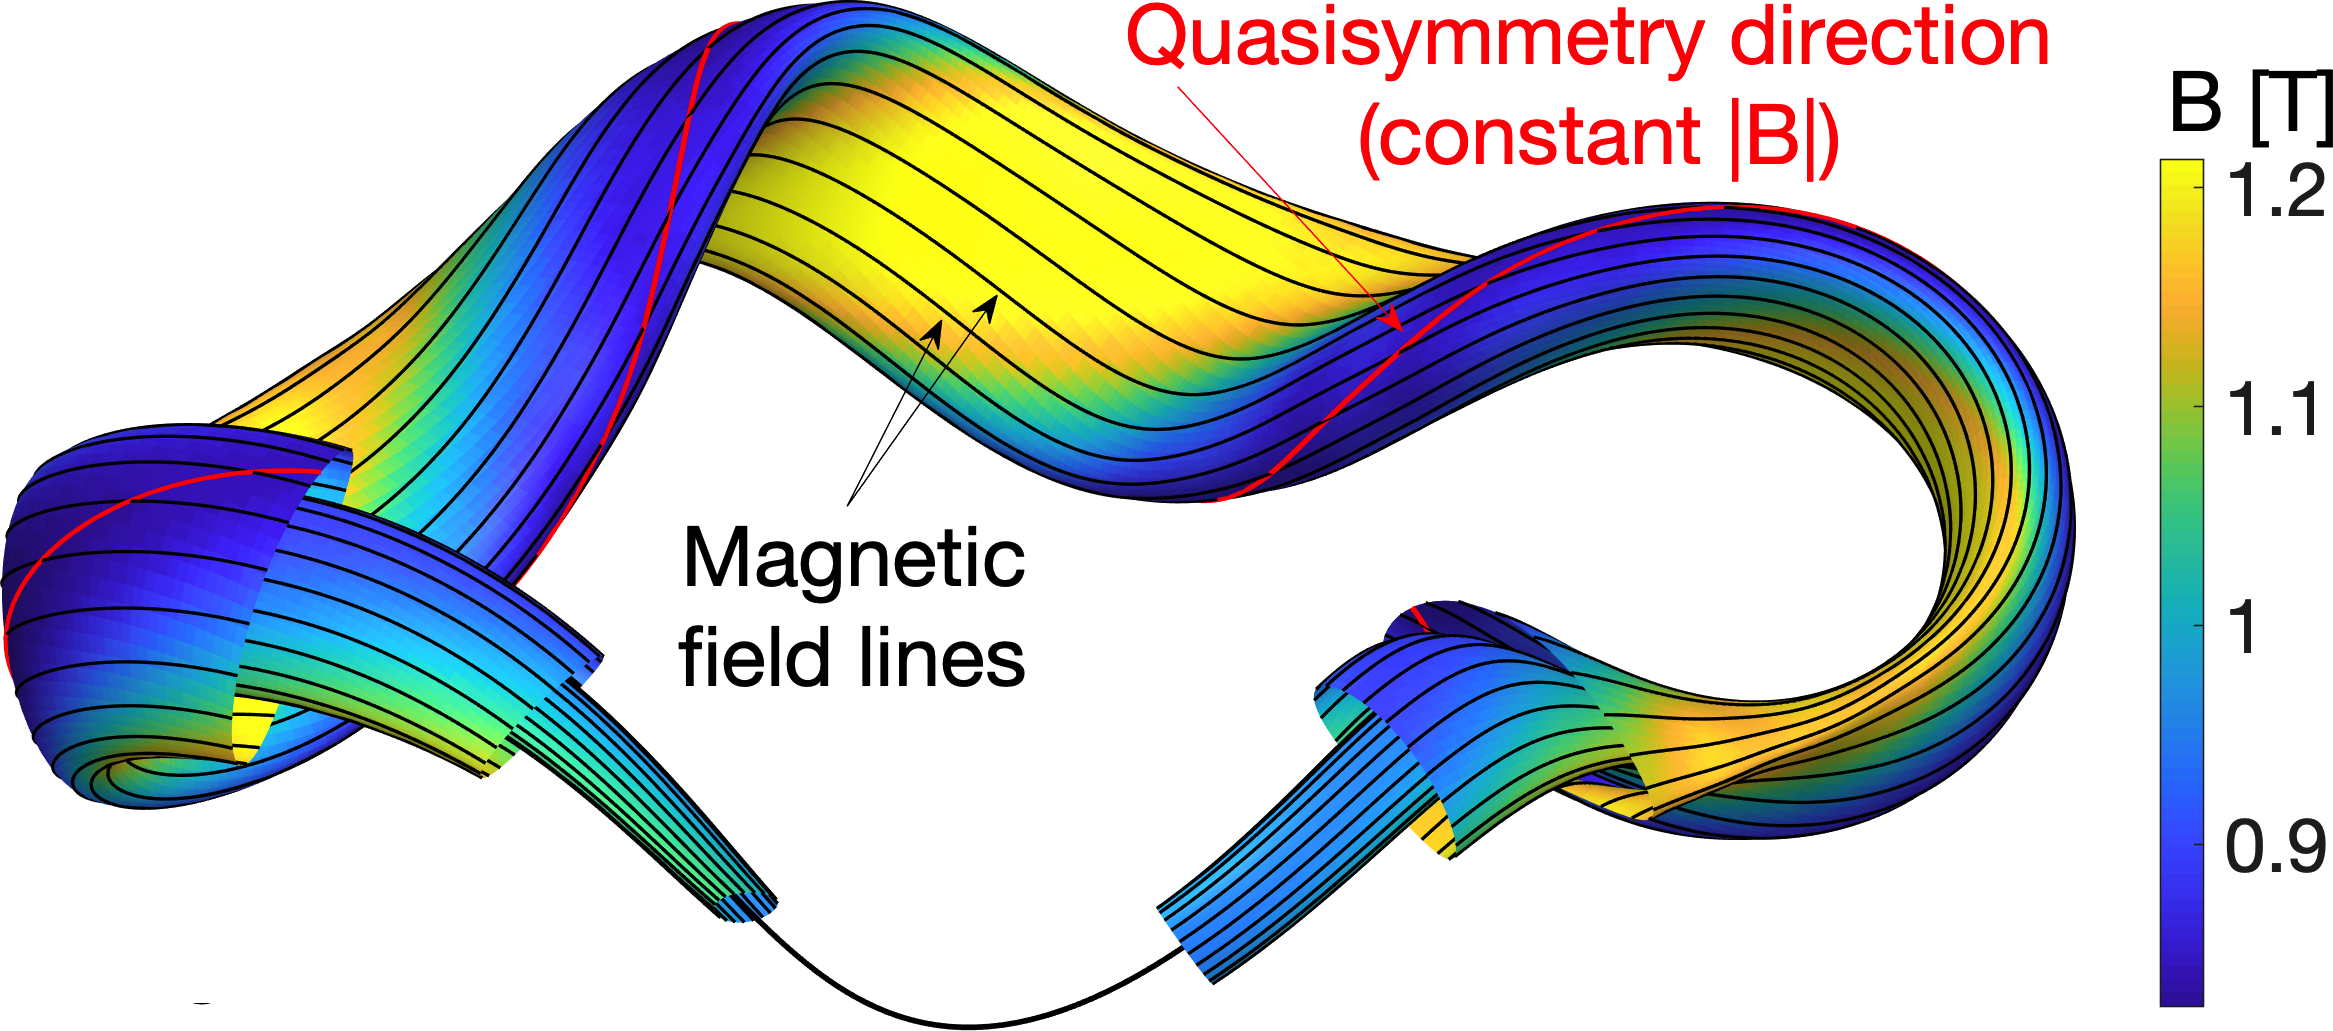 Quasisymmetry direction
(constant |B|)
B [T]
1.2
1.1
1
0.9
Magnetic
field lines